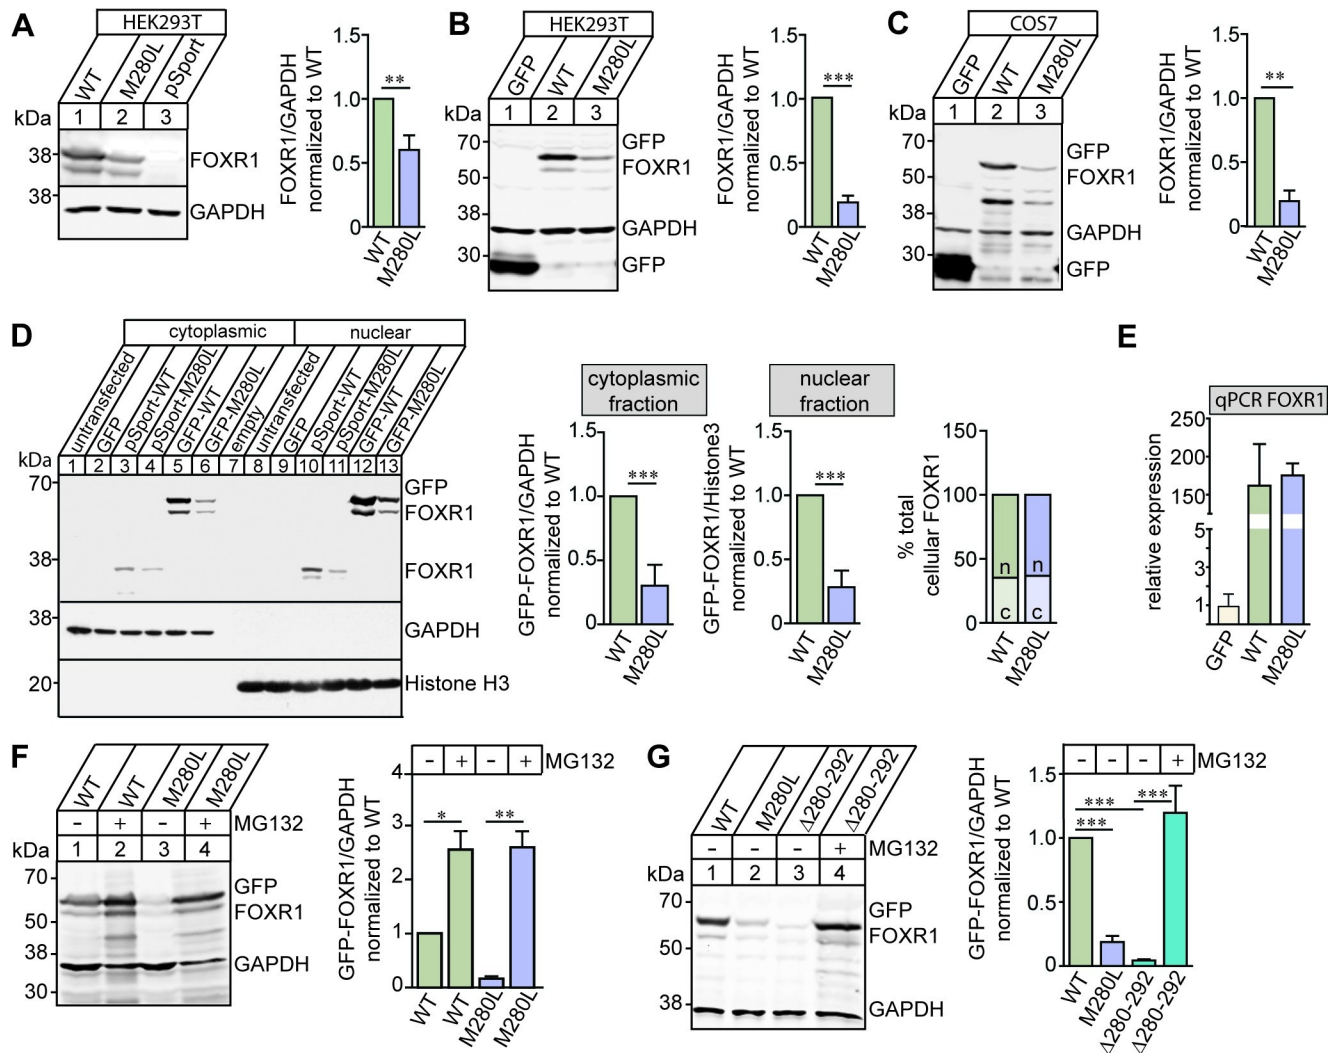 A
HEK293T
WT
M280L
pSport
kDa
1 2 3
38
FOXR1
38
GAPDH
FOXR1/GAPDH
normalized to WT
1.5
1.0
0.5
0
**
WT
M280L
B
HEK293T
GFP
WT
M280L
kDa
1 2 3
70
GFP
FOXR1
50
38
GAPDH
30
GFP
FOXR1/GAPDH
normalized to WT
1.5
1.0
0.5
0
***
WT
M280L
C
COS7
GFP
WT
M280L
kDa
1 2 3
70
GFP
FOXR1
50
38
GAPDH
30
GFP
FOXR1/GAPDH
normalized to WT
1.5
1.0
0.5
0
**
WT
M280L
D
cytoplasmic nuclear
untransfected
GFP
pSport-WT
pSport-M280L
GFP-WT
GFP-M280L
empty
untransfected
GFP
pSport-WT
pSport-M280L
GFP-WT
GFP-M280L
kDa
1 2 3 4 5 6 7 8 9 10 11 12 13
70
GFP
FOXR1
38
FOXR1
38
GAPDH
20
Histone H3
cytoplasmic
fraction
GFP-FOXR1/GAPDH
normalized to WT
1.5
1.0
0.5
0
***
WT
M280L
nuclear
fraction
GFP-FOXR1/Histone3
normalized to WT
1.5
1.0
0.5
0
***
WT
M280L
% total
cellular FOXR1
150
100
50
0
n n
c c
WT
M280L
E
qPCR FOXR1
relative expression
250
200
150
5
3
1
GFP
WT
M280L
F
WT
WT
M280L
M280L
- + - + MG132
kDa
1 2 3 4
70
GFP
FOXR1
50
38
GAPDH
30
- + - + MG132
GFP-FOXR1/GAPDH
normalized to WT
4
3
2
1
0
* **
WT
WT
M280L
M280L
G
WT
M280L
Δ280-292
Δ280-292
- - - + MG132
kDa
1 2 3 4
70
GFP
FOXR1
50
38
GAPDH
- - - + MG132
GFP-FOXR1/GAPDH
normalized to WT
1.5
1.0
0.5
0
*** ***
***
WT
M280L
Δ280-292
Δ280-292